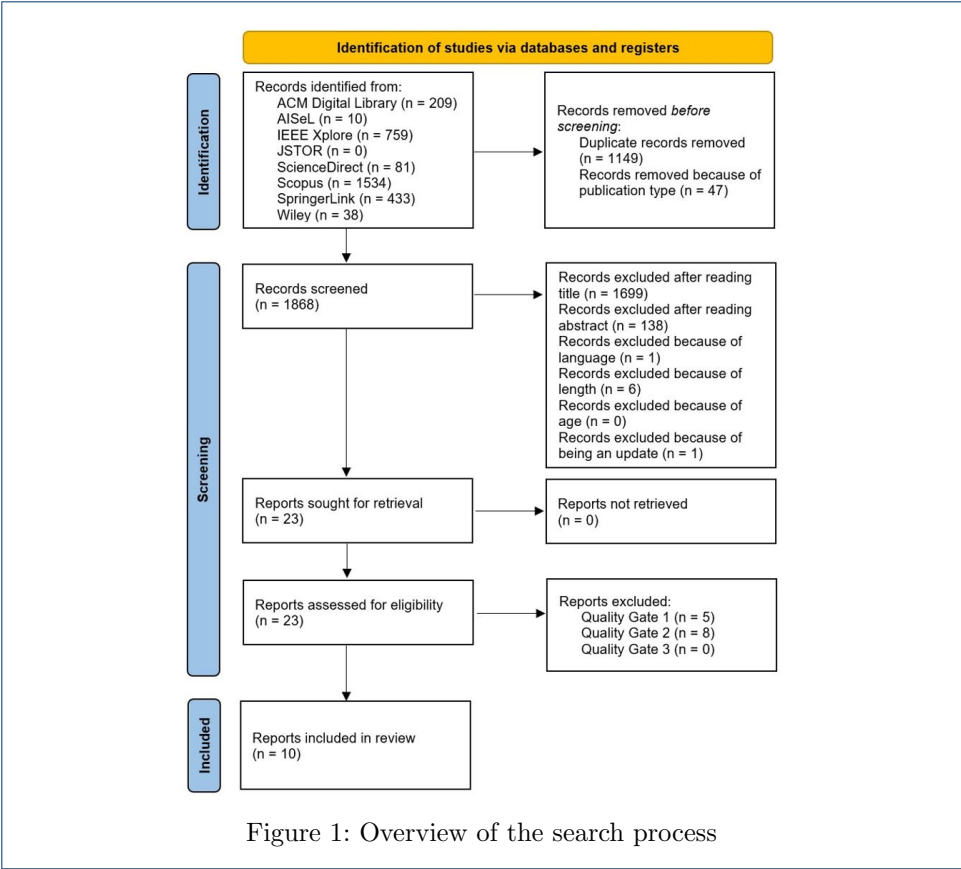 Identification of studies via databases and registers
Identification
Records identified from:
ACM Digital Library (n = 209)
AISeL (n = 10)
IEEE Xplore (n = 759)
JSTOR (n = 0)
ScienceDirect (n = 81)
Scopus (n = 1534)
SpringerLink (n = 433)
Wiley (n = 38)
Records removed before
screening:
Duplicate records removed
(n = 1149)
Records removed because of
publication type (n = 47)
Screening
Records screened
(n = 1868)
Records excluded after reading
title (n = 1699)
Records excluded after reading
abstract (n = 138)
Records excluded because of
language (n = 1)
Records excluded because of
length (n = 6)
Records excluded because of
age (n = 0)
Records excluded because of
being an update (n = 1)
Reports sought for retrieval
(n = 23)
Reports not retrieved
(n = 0)
Reports assessed for eligibility
(n = 23)
Reports excluded:
Quality Gate 1 (n = 5)
Quality Gate 2 (n = 8)
Quality Gate 3 (n = 0)
Included
Reports included in review
(n = 10)
Figure 1: Overview of the search process